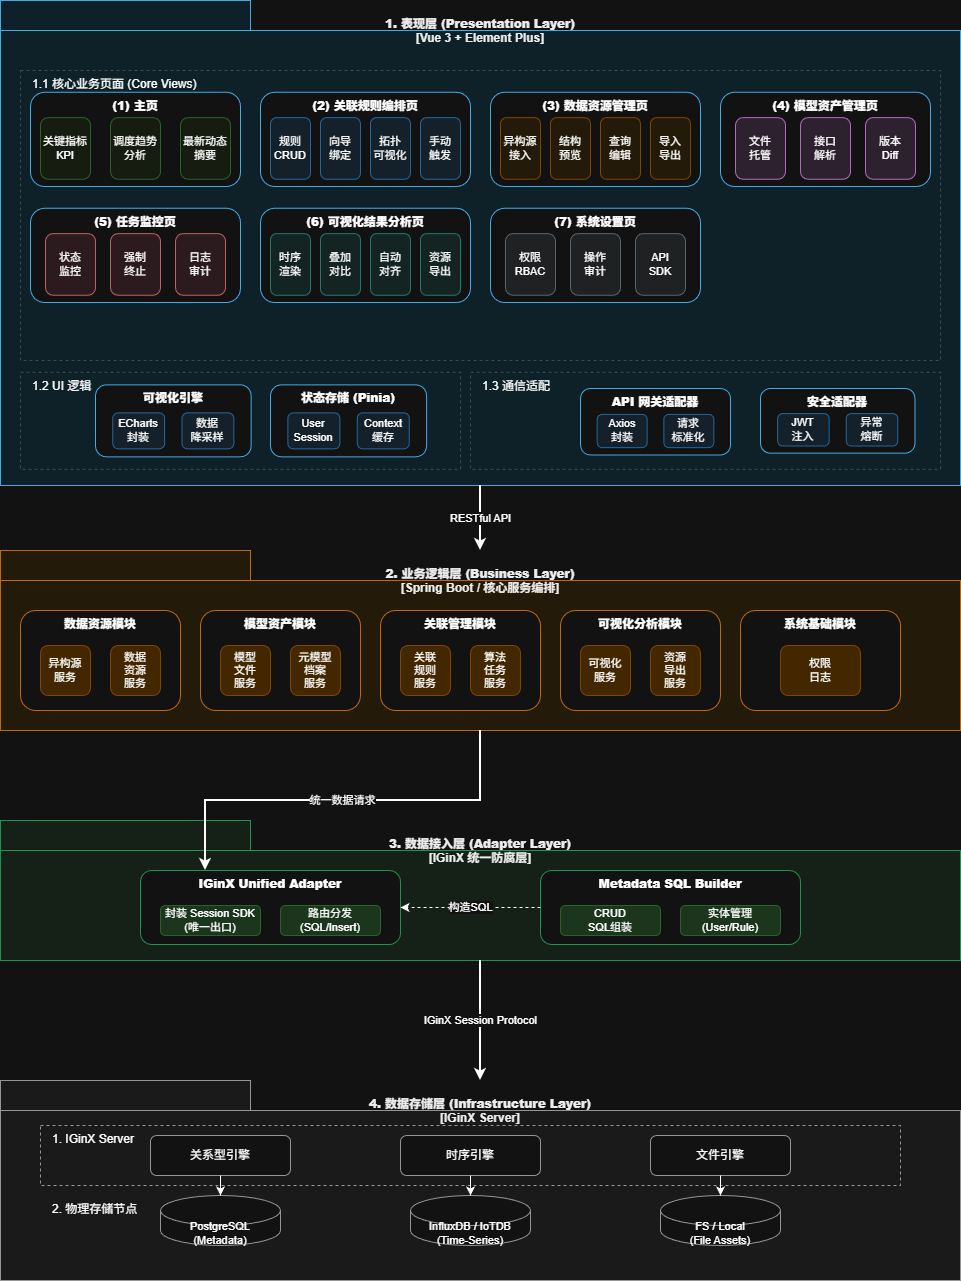 1. 表现层 (Presentation Layer)
[Vue 3 + Element Plus]
1.1 核心业务页面 (Core Views)
(1) 主页
关键指标
KPI
调度趋势
分析
最新动态
摘要
(2) 关联规则编排页
规则
CRUD
向导
绑定
拓扑
可视化
手动
触发
(3) 数据资源管理页
异构源
接入
结构
预览
查询
编辑
导入
导出
(4) 模型资产管理页
文件
托管
接口
解析
版本
Diff
(5) 任务监控页
状态
监控
强制
终止
日志
审计
(6) 可视化结果分析页
时序
渲染
叠加
对比
自动
对齐
资源
导出
(7) 系统设置页
权限
RBAC
操作
审计
API
SDK
1.2 UI 逻辑
可视化引擎
ECharts
封装
数据
降采样
状态存储 (Pinia)
User
Session
Context
缓存
1.3 通信适配
API 网关适配器
Axios
封装
请求
标准化
安全适配器
JWT
注入
异常
熔断
RESTful API
2. 业务逻辑层 (Business Layer)
[Spring Boot / 核心服务编排]
数据资源模块
异构源
服务
数据
资源
服务
模型资产模块
模型
文件
服务
元模型
档案
服务
关联管理模块
关联
规则
服务
算法
任务
服务
可视化分析模块
可视化
服务
资源
导出
服务
系统基础模块
权限
日志
统一数据请求
3. 数据接入层 (Adapter Layer)
[IGinX 统一防腐层]
IGinX Unified Adapter
封装 Session SDK
(唯一出口)
路由分发
(SQL/Insert)
构造SQL
Metadata SQL Builder
CRUD
SQL组装
实体管理
(User/Rule)
IGinX Session Protocol
4. 数据存储层 (Infrastructure Layer)
[IGinX Server]
1. IGinX Server
关系型引擎
时序引擎
文件引擎
2. 物理存储节点
PostgreSQL
(Metadata)
InfluxDB / IoTDB
(Time-Series)
FS / Local
(File Assets)